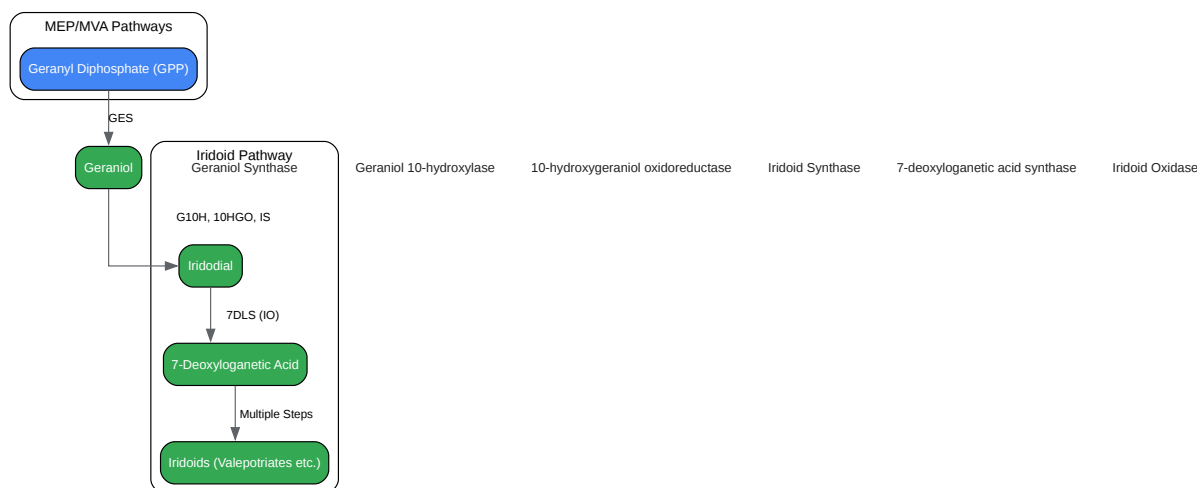 MEP/MVA Pathways
Geranyl Diphosphate (GPP)
GES
Geraniol
Iridoid Pathway
Geraniol Synthase
Geraniol 10-hydroxylase
10-hydroxygeraniol oxidoreductase
Iridoid Synthase
7-deoxyloganetic acid synthase
Iridoid Oxidase
G10H, 10HGO, IS
Iridodial
7DLS (IO)
7-Deoxyloganetic Acid
Multiple Steps
Iridoids (Valepotriates etc.)